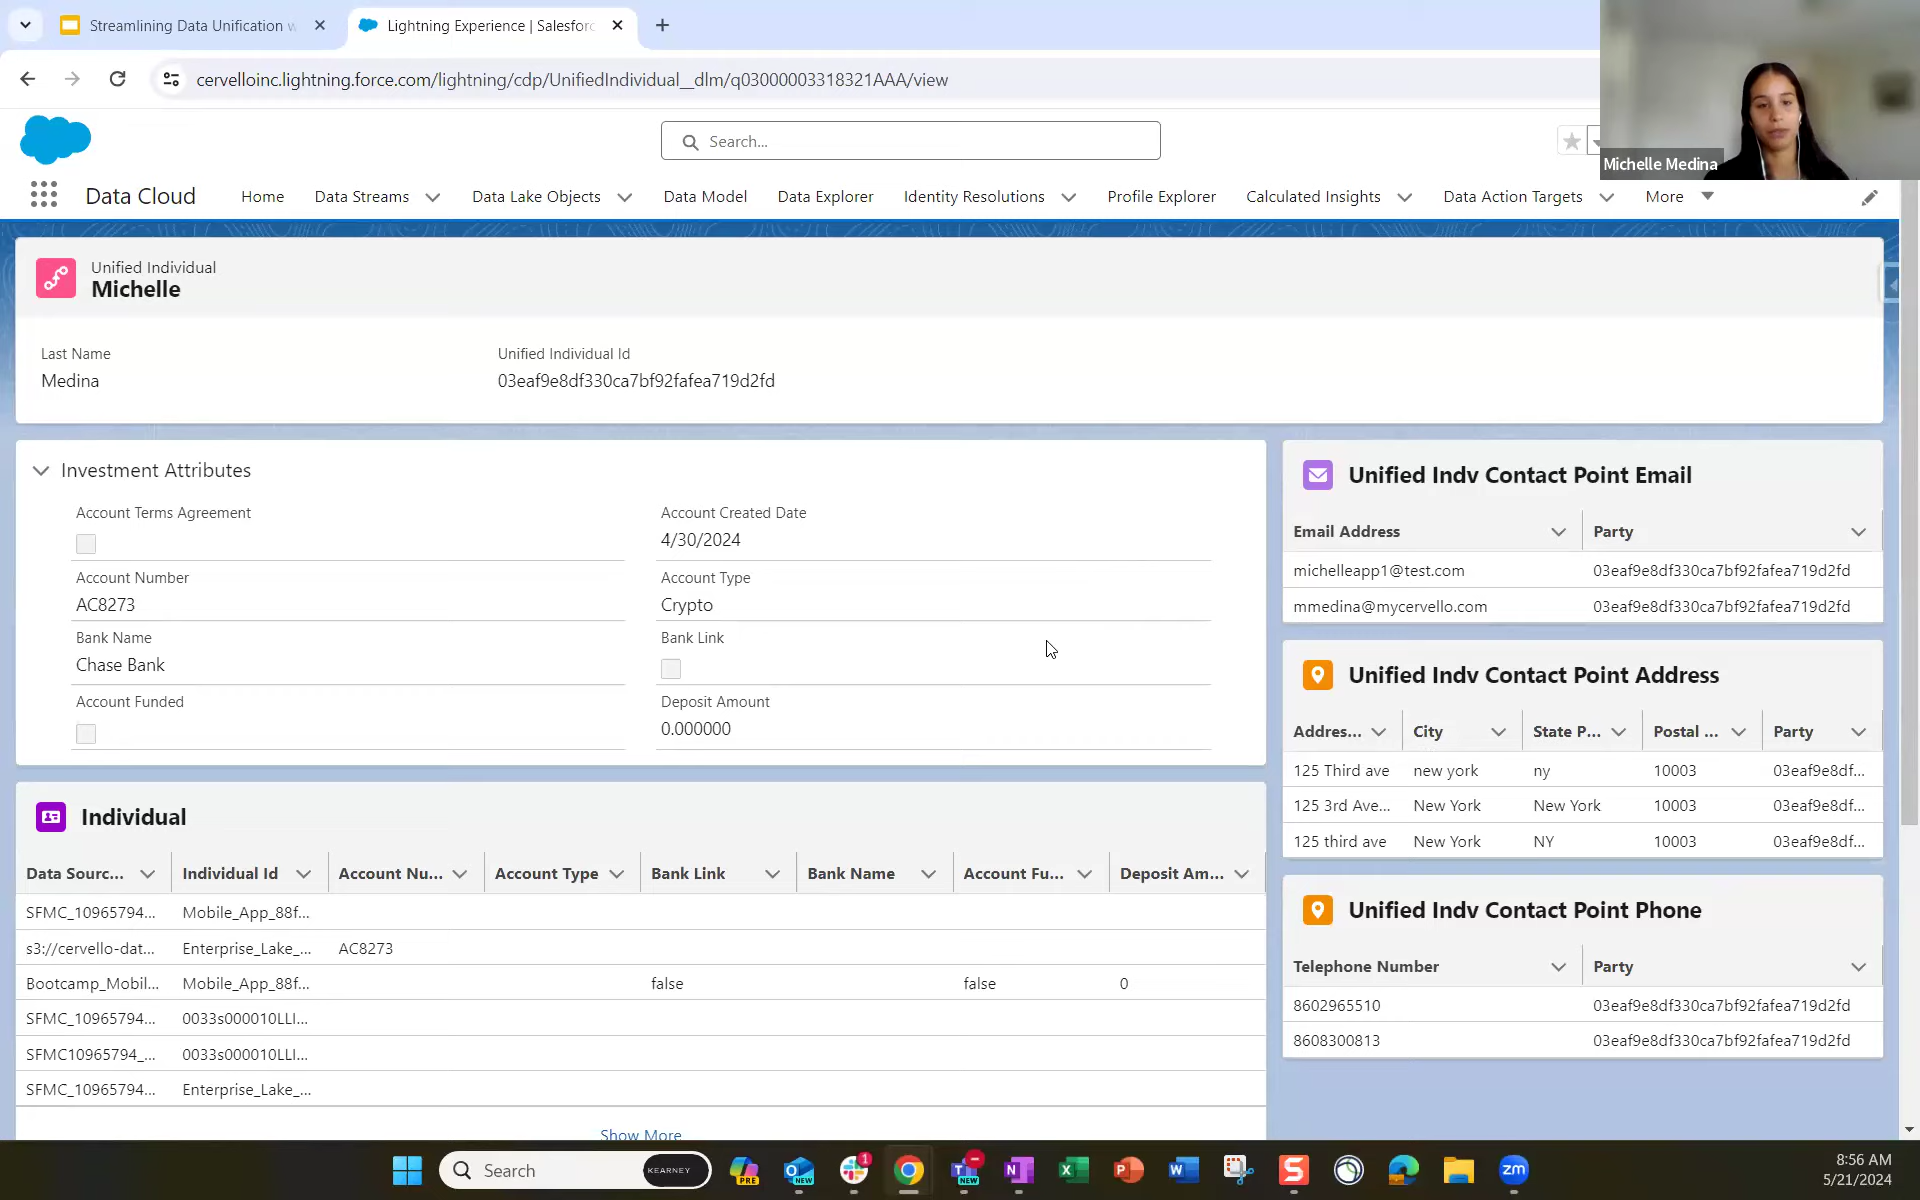 Streamlining Data Unification w
Lightning Experience | Salesforc
cervelloinc.lightning.force.com/lightning/cdp/UnifiedIndividual__dlm/q03000003318321AAA/view
Michelle Medina
Search...
Data Cloud
Home
Data Streams
Data Lake Objects
Data Model
Data Explorer
Identity Resolutions
Profile Explorer
Calculated Insights
Data Action Targets
More
Unified Individual
Michelle
Last Name
Unified Individual Id
Medina
03eaf9e8df330ca7bf92fafea719d2fd
Investment Attributes
Account Terms Agreement
Account Created Date
4/30/2024
Account Number
Account Type
AC8273
Crypto
Bank Name
Bank Link
Chase Bank
Account Funded
Deposit Amount
0.000000
Individual
Data Sourc... Individual Id Account Nu... Account Type Bank Link Bank Name Account Fu... Deposit Am...
SFMC_10965794... Mobile_App_88f...
s3://cervello-dat... Enterprise_Lake_... AC8273
Bootcamp_Mobil... Mobile_App_88f... false false 0
SFMC_10965794... 0033s000010LLI...
SFMC10965794_... 0033s000010LLI...
SFMC_10965794... Enterprise_Lake_...
Show More
Unified Indv Contact Point Email
Email Address Party
michelleapp1@test.com 03eaf9e8df330ca7bf92fafea719d2fd
mmedina@mycervello.com 03eaf9e8df330ca7bf92fafea719d2fd
Unified Indv Contact Point Address
Addres... City State P... Postal ... Party
125 Third ave new york ny 10003 03eaf9e8df...
125 3rd Ave... New York New York 10003 03eaf9e8df...
125 third ave New York NY 10003 03eaf9e8df...
Unified Indv Contact Point Phone
Telephone Number Party
8602965510 03eaf9e8df330ca7bf92fafea719d2fd
8608300813 03eaf9e8df330ca7bf92fafea719d2fd
Search
KEARNEY
PRE
NEW
1
NEW
zm
8:56 AM
5/21/2024